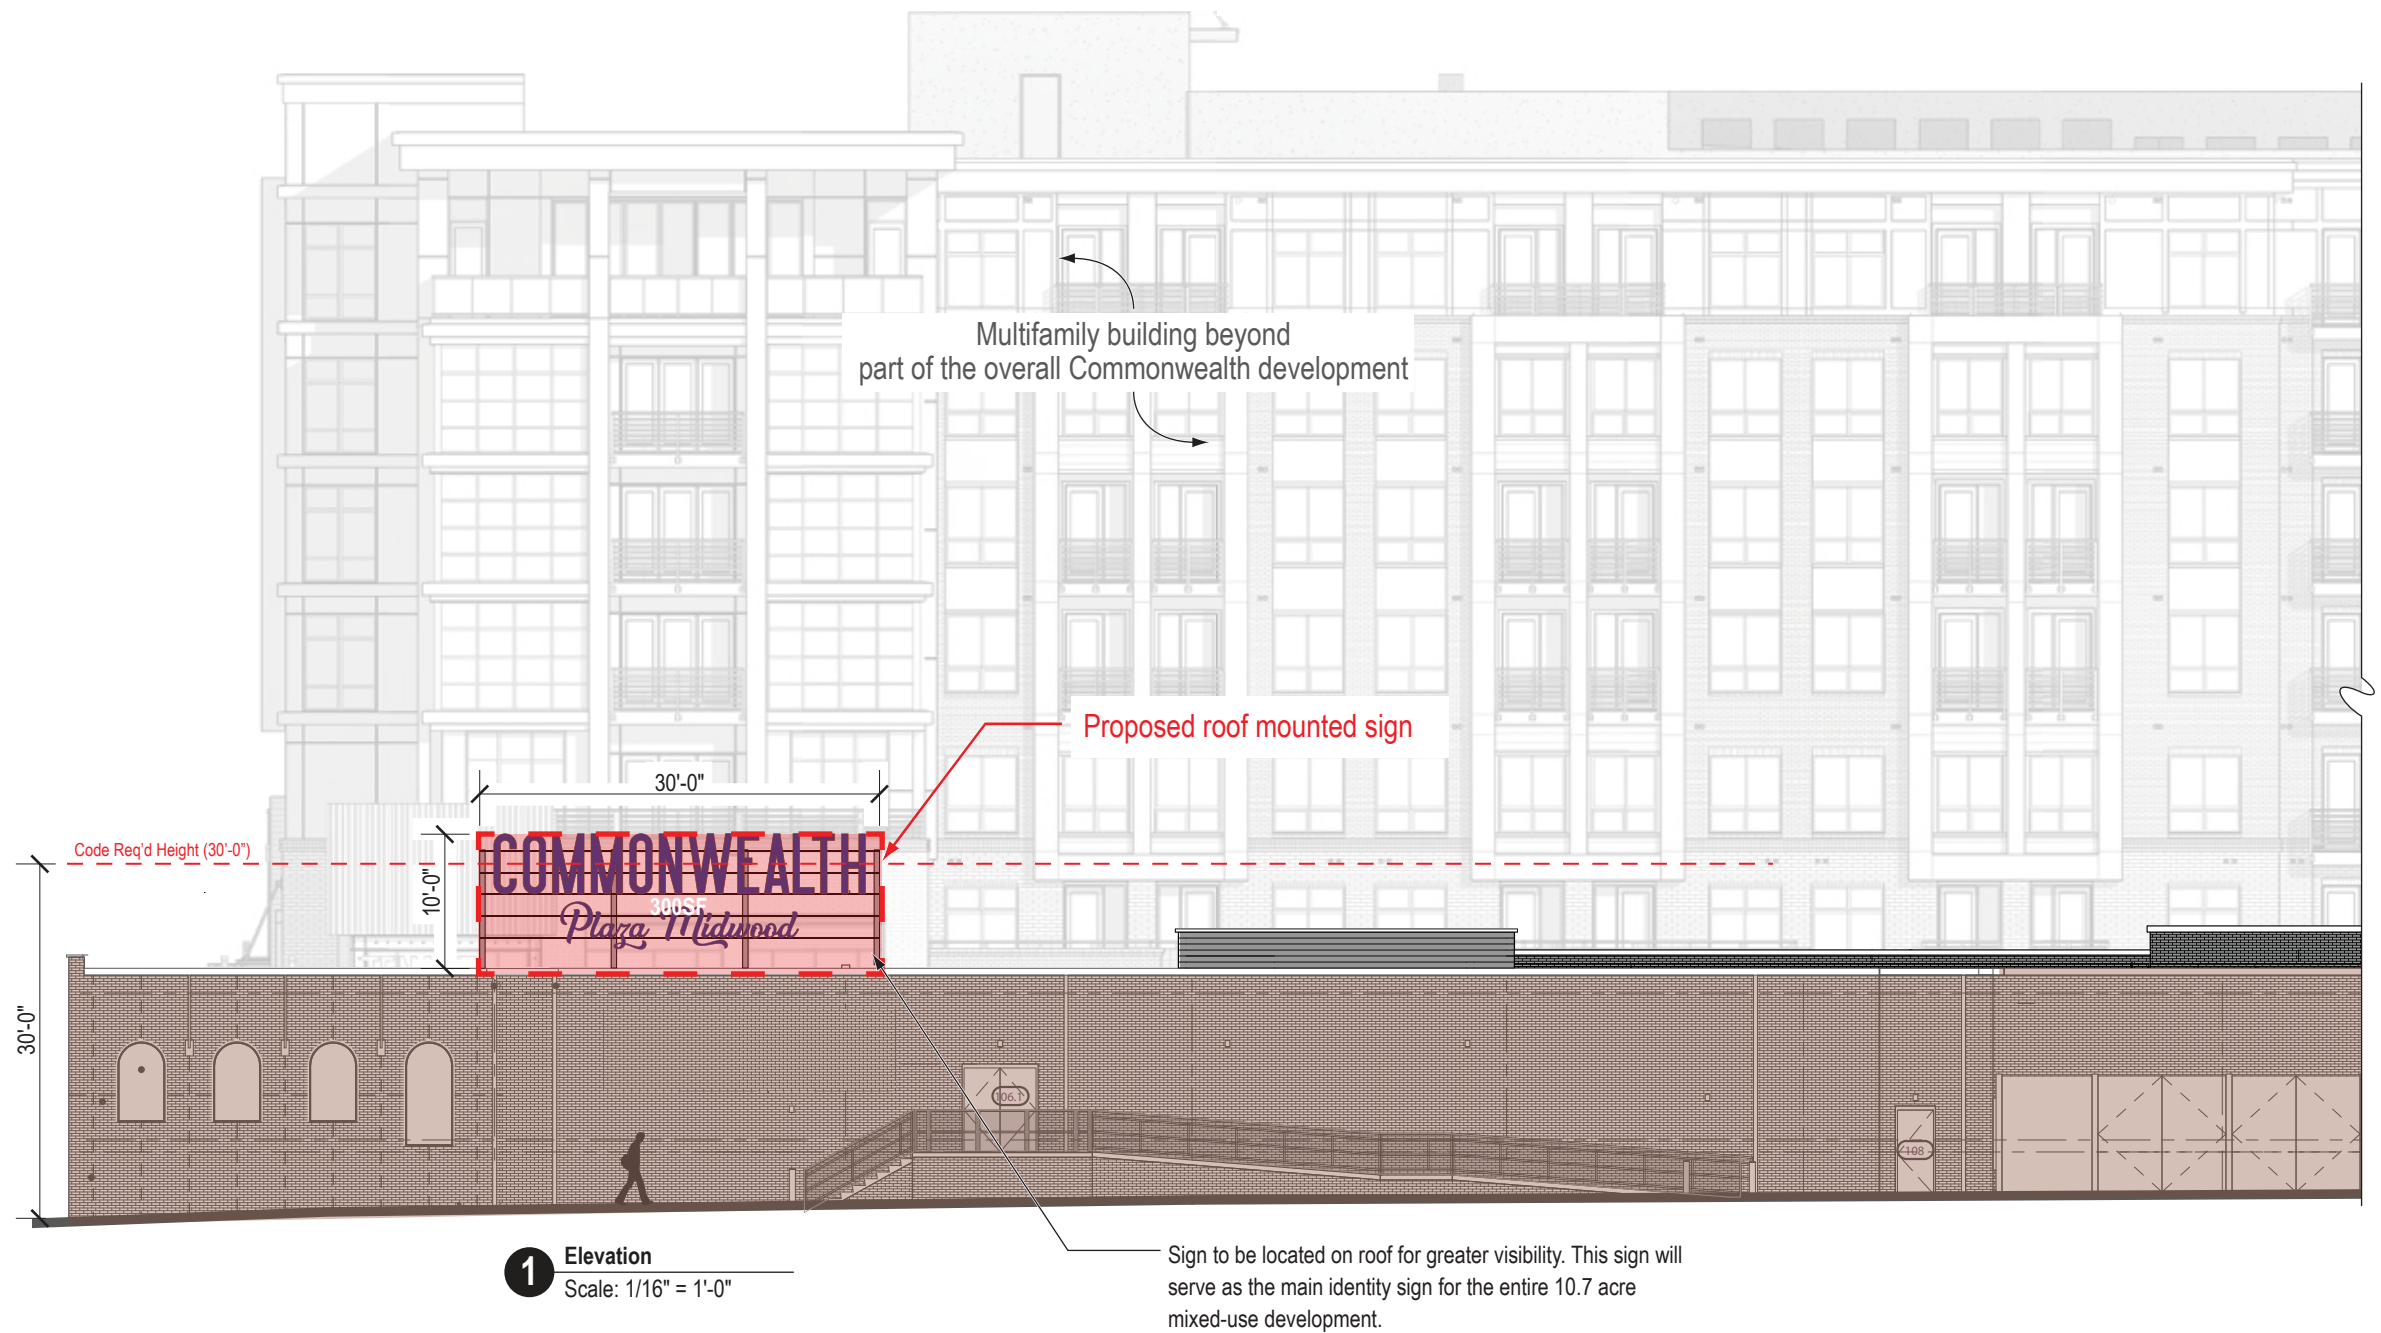 Multifamily building beyond
part of the overall Commonwealth development
Proposed roof mounted sign
30'-0"
Code Req'd Height (30'-0")
10'-0"
COMMONWEALTH
300SF
Plaza Midwood
30'-0"
106.1
108
1
Elevation
Scale: 1/16" = 1'-0"
Sign to be located on roof for greater visibility. This sign will
serve as the main identity sign for the entire 10.7 acre
mixed-use development.